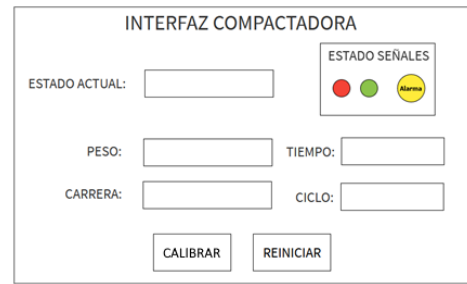 INTERFAZ COMPACTADORA
ESTADO SEÑALES
ESTADO ACTUAL:
Alarma
PESO:
TIEMPO:
CARRERA:
CICLO:
CALIBRAR
REINICIAR